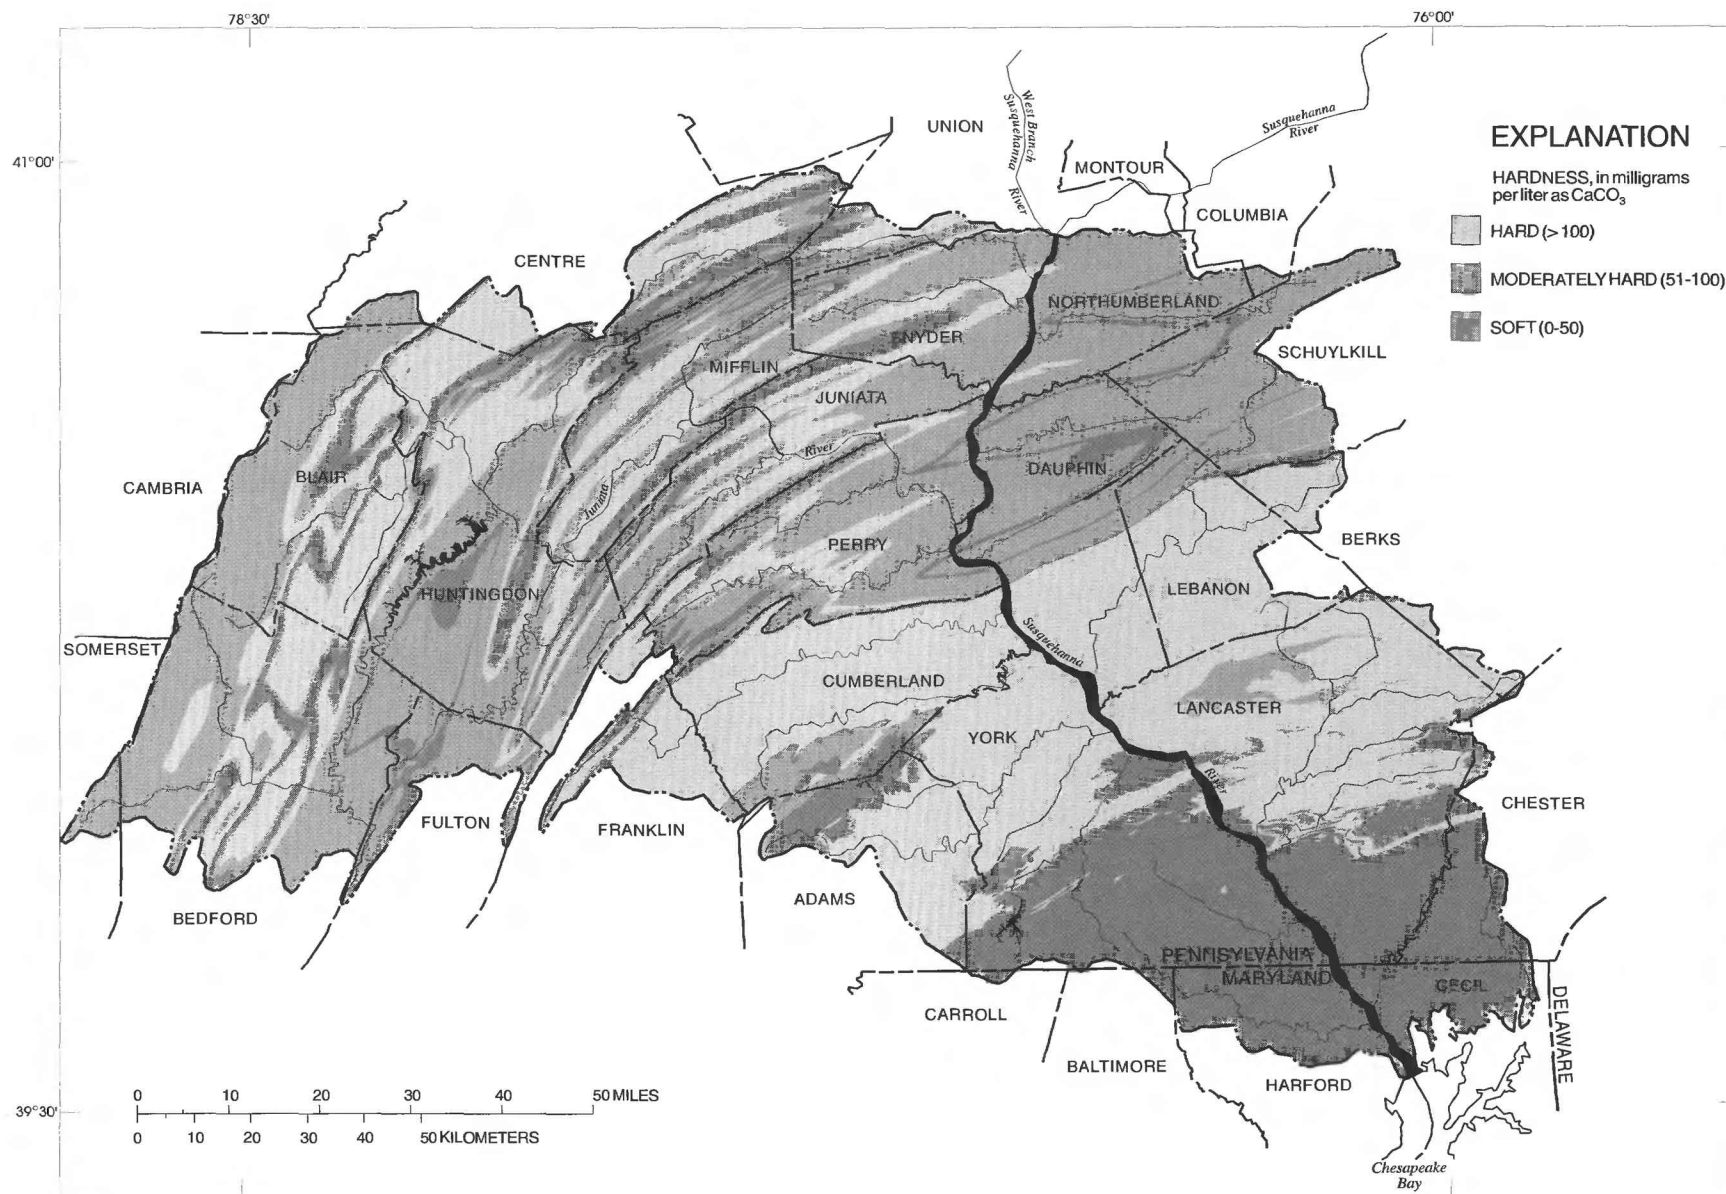 78°30'
76°00'
41°00'
39°30'
EXPLANATION
HARDNESS, in milligrams
per liter as CaCO₃
HARD (> 100)
MODERATELY HARD (51-100)
SOFT (0-50)
UNION
West Branch
Susquehanna
River
Susquehanna
River
MONTOUR
COLUMBIA
CENTRE
NORTHUMBERLAND
SNYDER
SCHUYLKILL
MIFFLIN
JUNIATA
River
Juniata
DAUPHIN
BLAIR
CAMBRIA
PERRY
BERKS
HUNTINGDON
LEBANON
SOMERSET
Susquehanna
River
CUMBERLAND
LANCASTER
YORK
FULTON
FRANKLIN
CHESTER
ADAMS
BEDFORD
PENNSYLVANIA
MARYLAND
CECIL
CARROLL
DELAWARE
BALTIMORE
HARFORD
Chesapeake
Bay
0 10 20 30 40 50 MILES
0 10 20 30 40 50 KILOMETERS